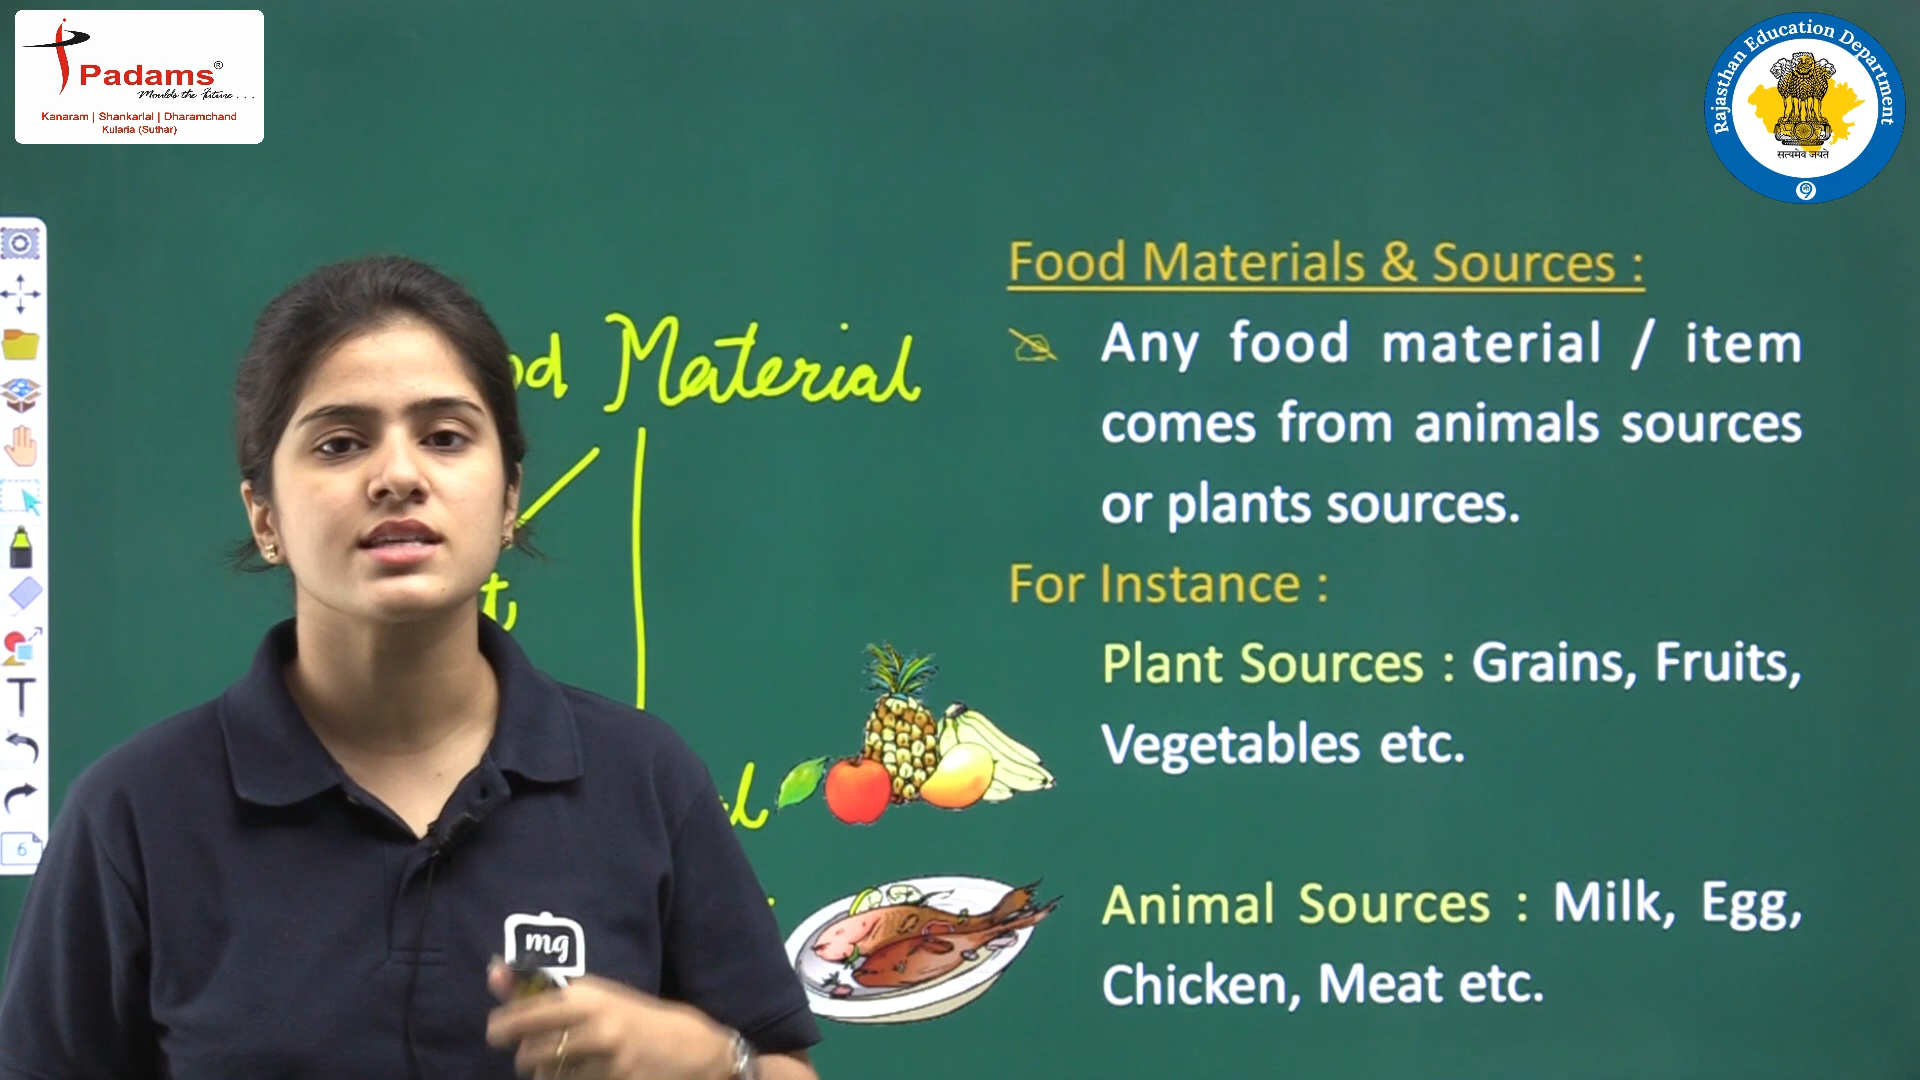 Padams®
Moulds the Future . . .
Kanaram | Shankarlal | Dharamchand
Kularia (Suthar)
Rajasthan Education Department
सत्यमेव जयते
Food Materials & Sources :
Material
Any food material / item
comes from animals sources
or plants sources.
For Instance :
Plant Sources : Grains, Fruits,
Vegetables etc.
Animal Sources : Milk, Egg,
Chicken, Meat etc.
mg
T
6